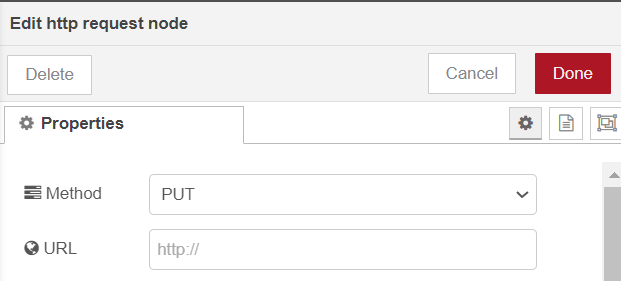 Edit http request node
Delete
Cancel
Done
Properties
Method
PUT
URL
http://